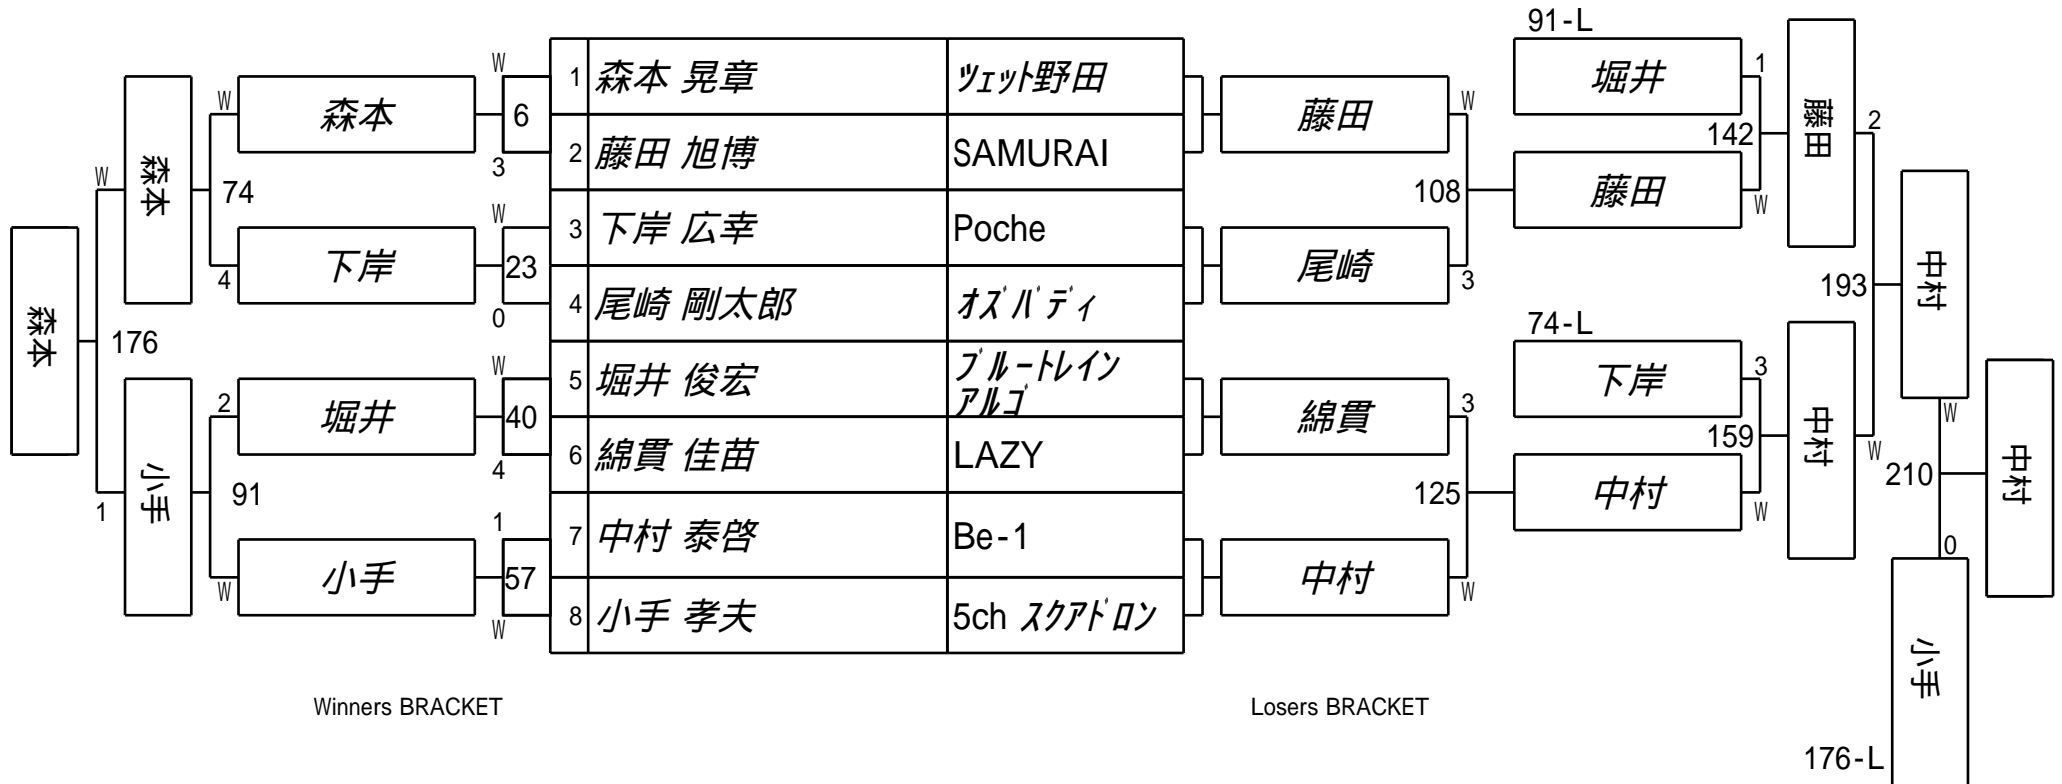 91-L
W
1 森本 晃章 ツェット野田
森本
6
2 藤田 旭博 SAMURAI
3
W
森本
W
74
3 下岸 広幸 Poche
W
下岸
4
23
4 尾崎 剛太郎 オズバディ
0
森本
176
5 堀井 俊宏 ブルートレイン
アルゴ
W
堀井
2
40
6 綿貫 佳苗 LAZY
4
小手
1
91
7 中村 泰啓 Be-1
1
小手
W
57
8 小手 孝夫 5ch スクアドロン
W
藤田
W
108
尾崎
3
堀井
1
142
藤田
W
藤田
2
綿貫
3
125
中村
W
74-L
下岸
3
159
中村
W
中村
W
193
中村
W
210
中村
0
小手
176-L
Winners BRACKET
Losers BRACKET